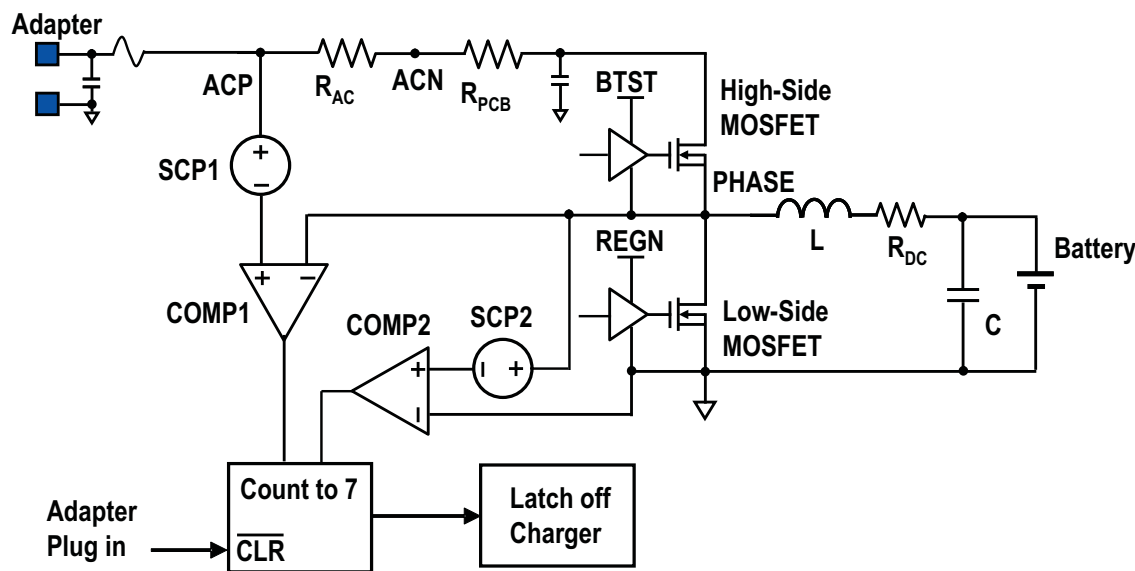 Adapter
ACP
R_AC
ACN
R_PCB
BTST
High-Side
MOSFET
+
–
SCP1
PHASE
+ –
COMP1
REGN
L
R_DC
Battery
COMP2
SCP2
+
–
– +
Low-Side
MOSFET
C
Count to 7
CLR
Latch off
Charger
Adapter
Plug in